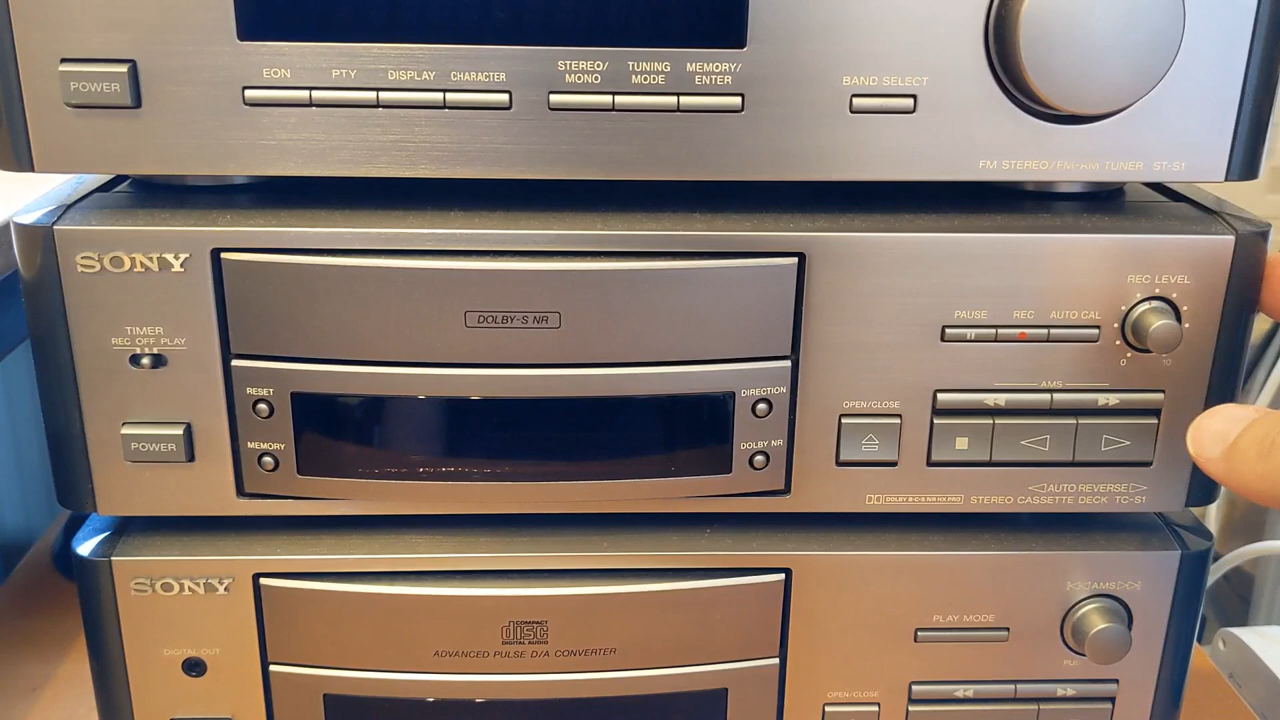 POWER
EON PTY DISPLAY CHARACTER
STEREO/
MONO
TUNING
MODE
MEMORY/
ENTER
BAND SELECT
FM STEREO/FM-AM TUNER ST-S1
SONY
TIMER
REC OFF PLAY
POWER
DOLBY-S NR
RESET
MEMORY
DIRECTION
DOLBY NR
REC LEVEL
0 10
PAUSE REC AUTO CAL
AMS
OPEN/CLOSE
AUTO REVERSE
DOLBY B-C-S NR HX PRO STEREO CASSETTE DECK TC-S1
SONY
DIGITAL OUT
COMPACT
disc
DIGITAL AUDIO
ADVANCED PULSE D/A CONVERTER
PLAY MODE
AMS
OPEN/CLOSE